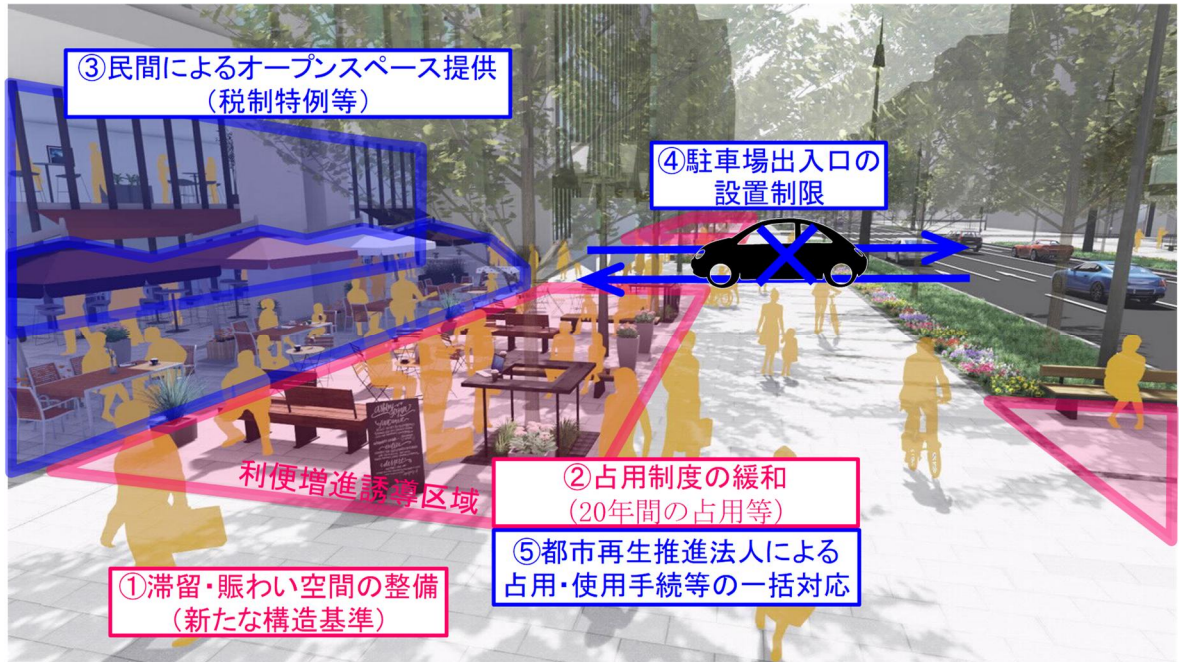 ③民間によるオープンスペース提供
(税制特例等)
④駐車場出入口の
設置制限
利便増進誘導区域
②占用制度の緩和
(20年間の占用等)
⑤都市再生推進法人による
占用・使用手続等の一括対応
①滞留・賑わい空間の整備
(新たな構造基準)